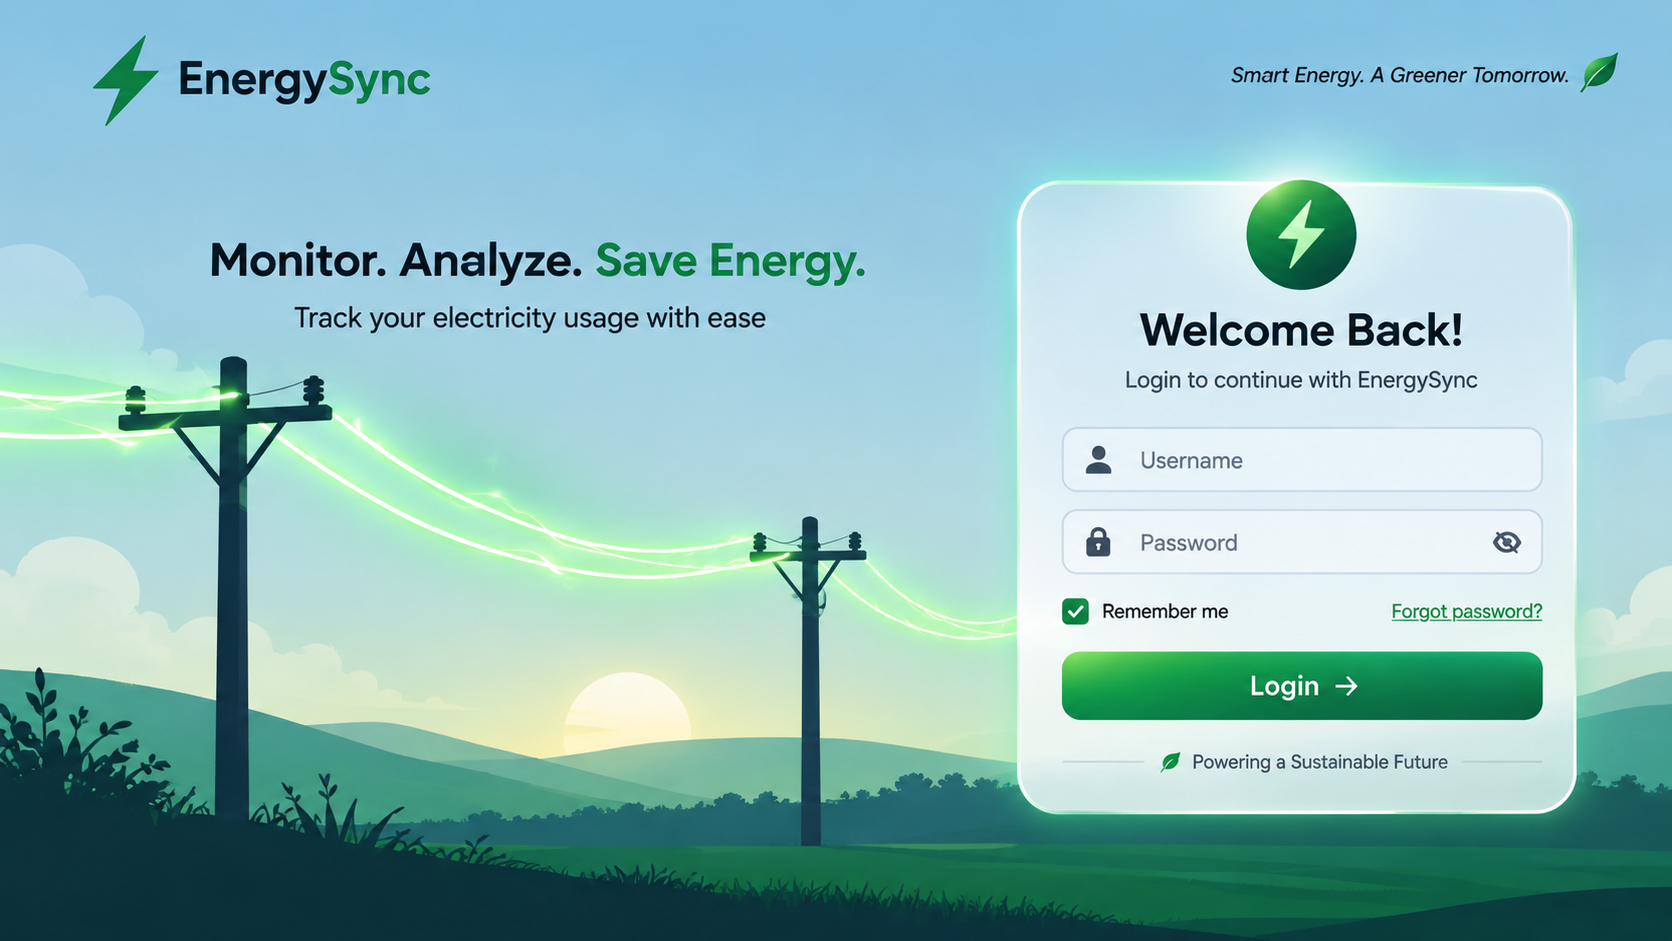 EnergySync
Smart Energy. A Greener Tomorrow.
Monitor. Analyze. Save Energy.
Track your electricity usage with ease
Welcome Back!
Login to continue with EnergySync
Username
Password
Remember me
Forgot password?
Login →
Powering a Sustainable Future